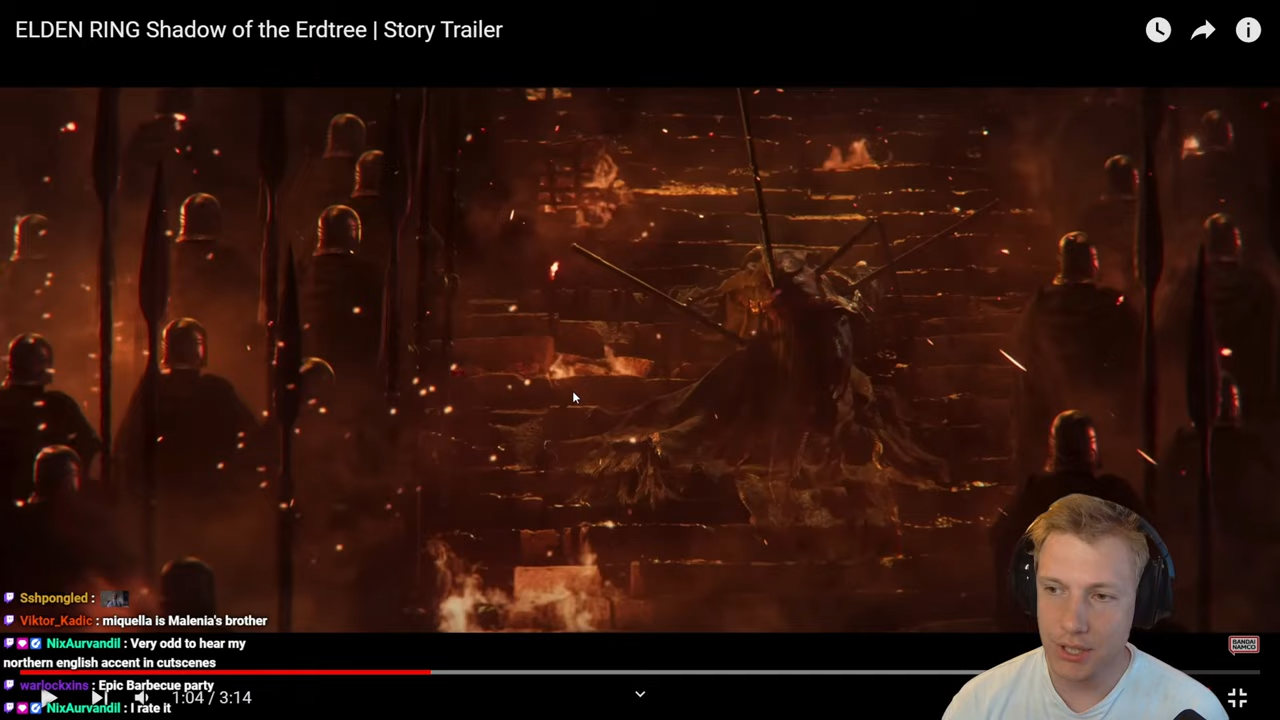 ELDEN RING Shadow of the Erdtree | Story Trailer
Sshpongled :
Viktor_Kadic : miquella is Malenia's brother
NixAurvandil : Very odd to hear my
northern english accent in cutscenes
warlockxins : Epic Barbecue party
1:04 / 3:14
NixAurvandil : I rate it
BANDAI
NAMCO